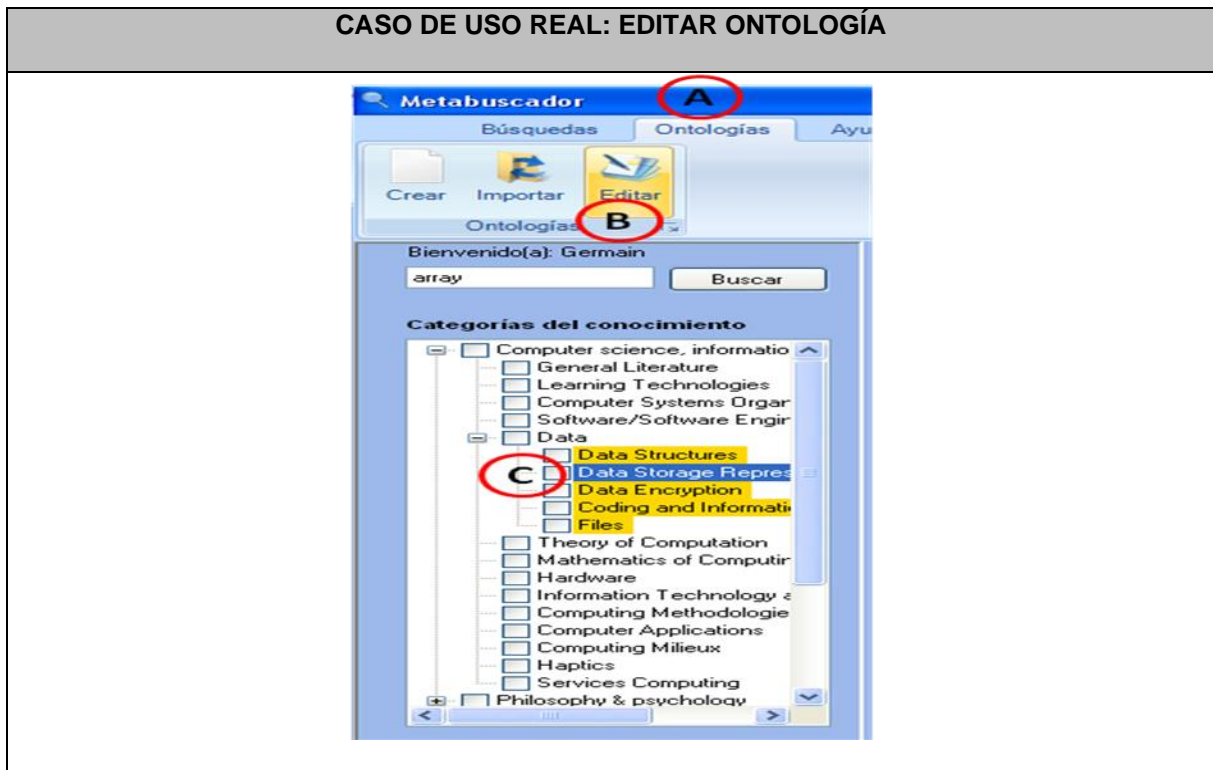 CASO DE USO REAL: EDITAR ONTOLOGÍA
Metabuscador A
Búsquedas Ontologías Ayu
Crear Importar Editar
Ontologías B
Bienvenido(a): Germain
array Buscar
Categorías del conocimiento
Computer science, informatio
General Literature
Learning Technologies
Computer Systems Organ
Software/Software Engir
Data
Data Structures
C Data Storage Repres
Data Encryption
Coding and Informati
Files
Theory of Computation
Mathematics of Computir
Hardware
Information Technology a
Computing Methodologie
Computer Applications
Computing Milieux
Haptics
Services Computing
Philosophy & psychology